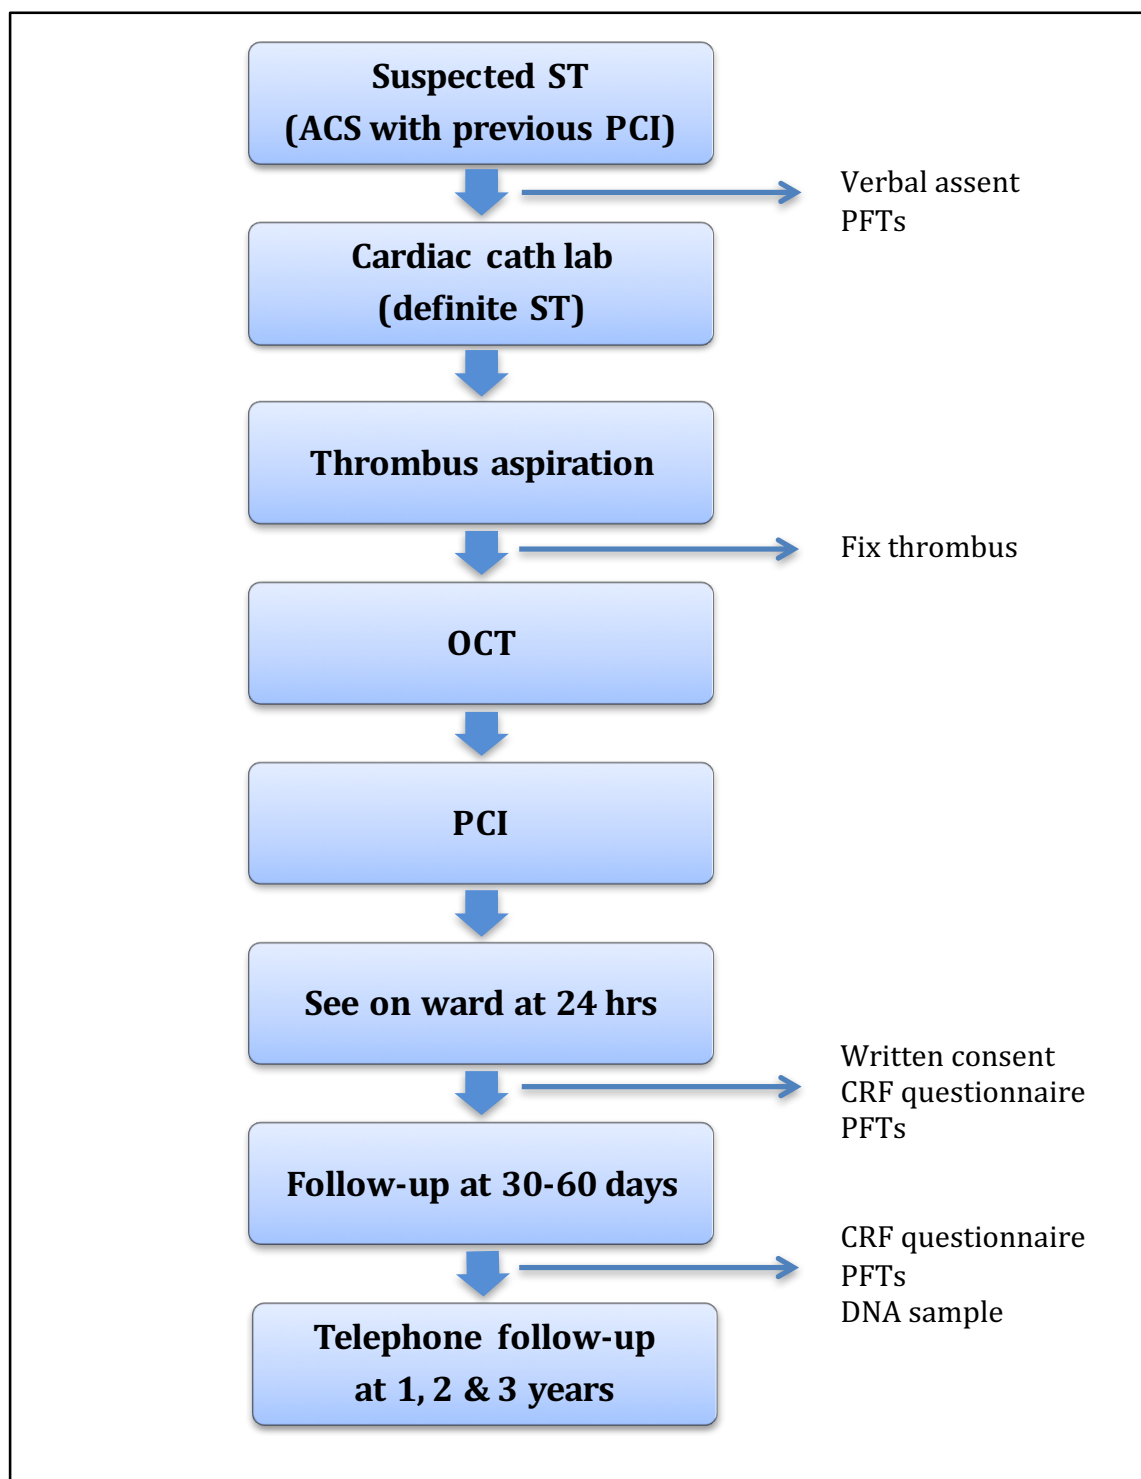 Suspected ST
(ACS with previous PCI)
Verbal assent
PFTs
Cardiac cath lab
(definite ST)
Thrombus aspiration
Fix thrombus
OCT
PCI
See on ward at 24 hrs
Written consent
CRF questionnaire
PFTs
Follow-up at 30-60 days
CRF questionnaire
PFTs
DNA sample
Telephone follow-up
at 1, 2 & 3 years